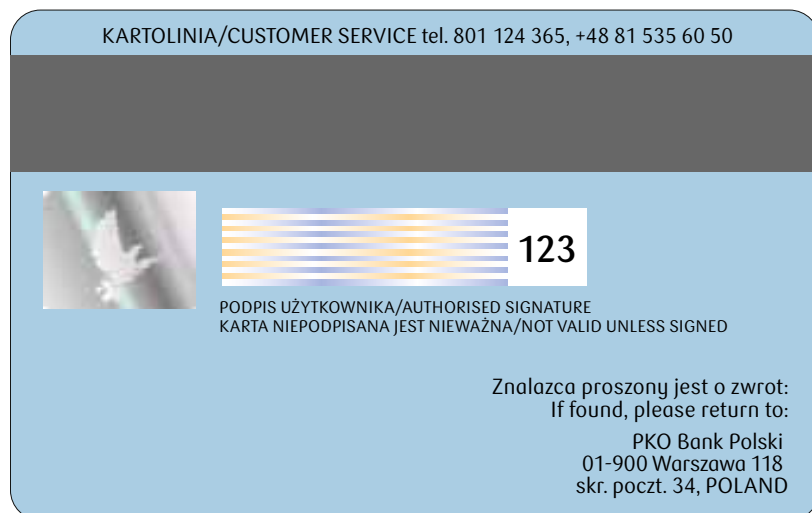 KARTOLINIA/CUSTOMER SERVICE tel. 801 124 365, +48 81 535 60 50
123
PODPIS UŻYTKOWNIKA/AUTHORISED SIGNATURE
KARTA NIEPODPISANA JEST NIEWAŻNA/NOT VALID UNLESS SIGNED
Znalazca proszony jest o zwrot:
If found, please return to:
PKO Bank Polski
01-900 Warszawa 118
skr. poczt. 34, POLAND